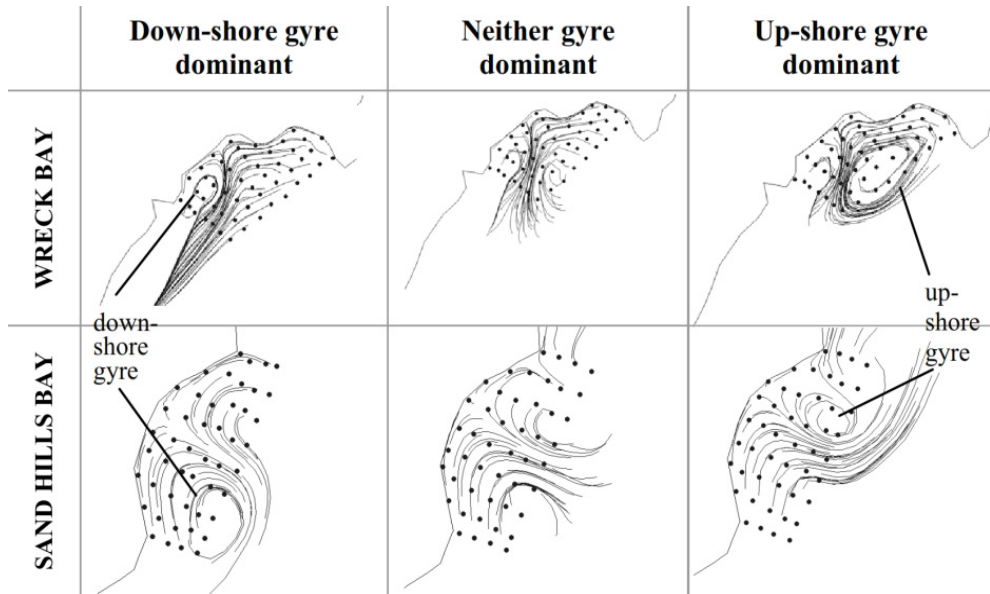 Down-shore gyre
dominant
Neither gyre
dominant
Up-shore gyre
dominant
WRECK BAY
down-
shore
gyre
up-
shore
gyre
SAND HILLS BAY